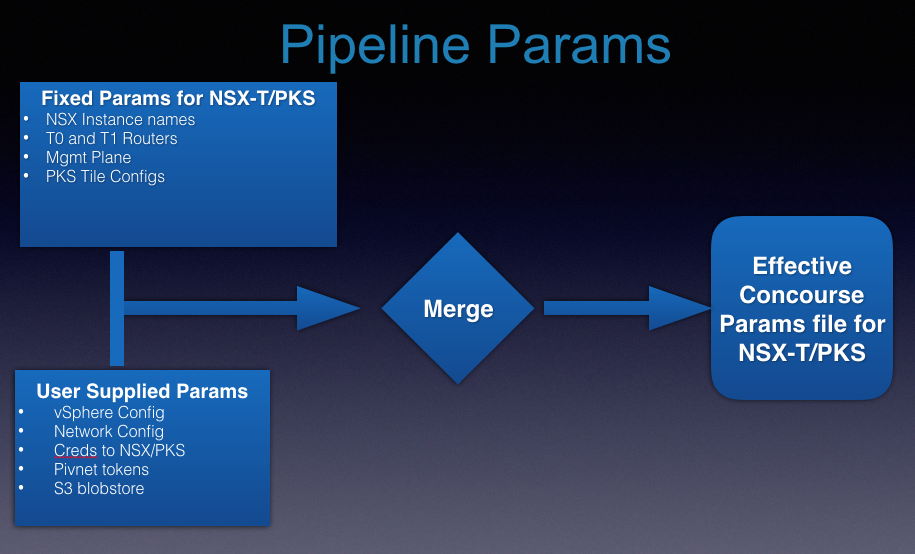 Pipeline Params
Fixed Params for NSX-T/PKS
• NSX Instance names
• T0 and T1 Routers
• Mgmt Plane
• PKS Tile Configs
Merge
Effective
Concourse
Params file for
NSX-T/PKS
User Supplied Params
• vSphere Config
• Network Config
• Creds to NSX/PKS
• Pivnet tokens
• S3 blobstore